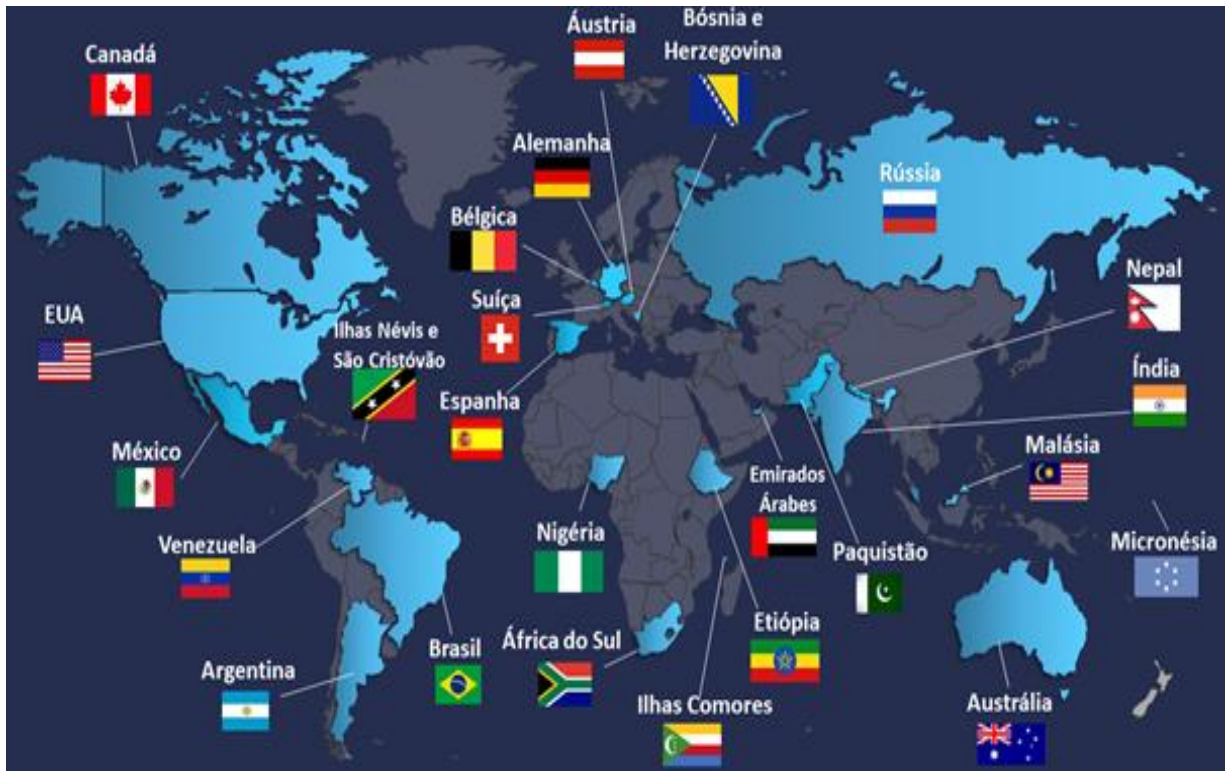 Canadá
Áustria
Bósnia e
Herzegovina
Alemanha
Rússia
Bélgica
Nepal
EUA
Suíça
Ilhas Névis e
São Cristóvão
Índia
Espanha
México
Malásia
Emirados
Árabes
Venezuela
Nigéria
Paquistão
Micronésia
Argentina
Brasil
África do Sul
Etiópia
Ilhas Comores
Austrália